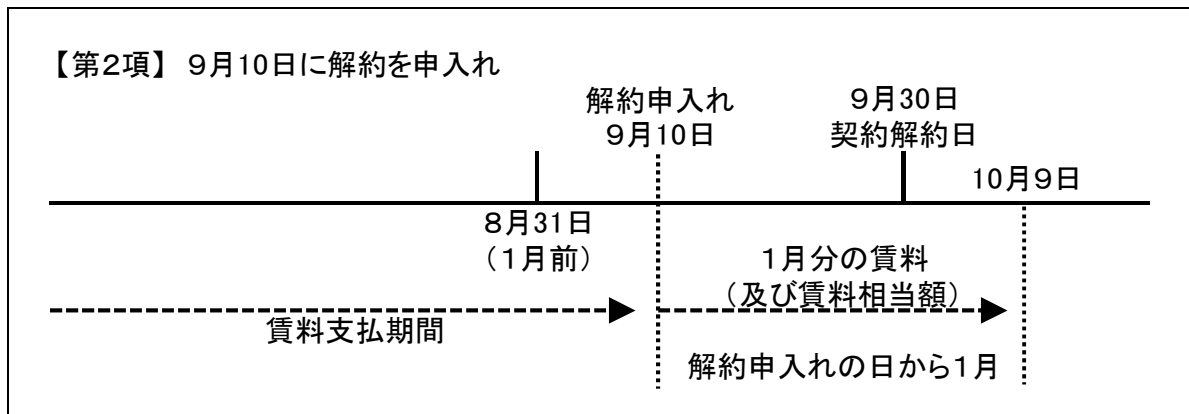 【第2項】 9月10日に解約を申入れ
解約申入れ
9月10日
9月30日
契約解約日
10月9日
8月31日
(1月前)
1月分の賃料
(及び賃料相当額)
賃料支払期間
解約申入れの日から1月